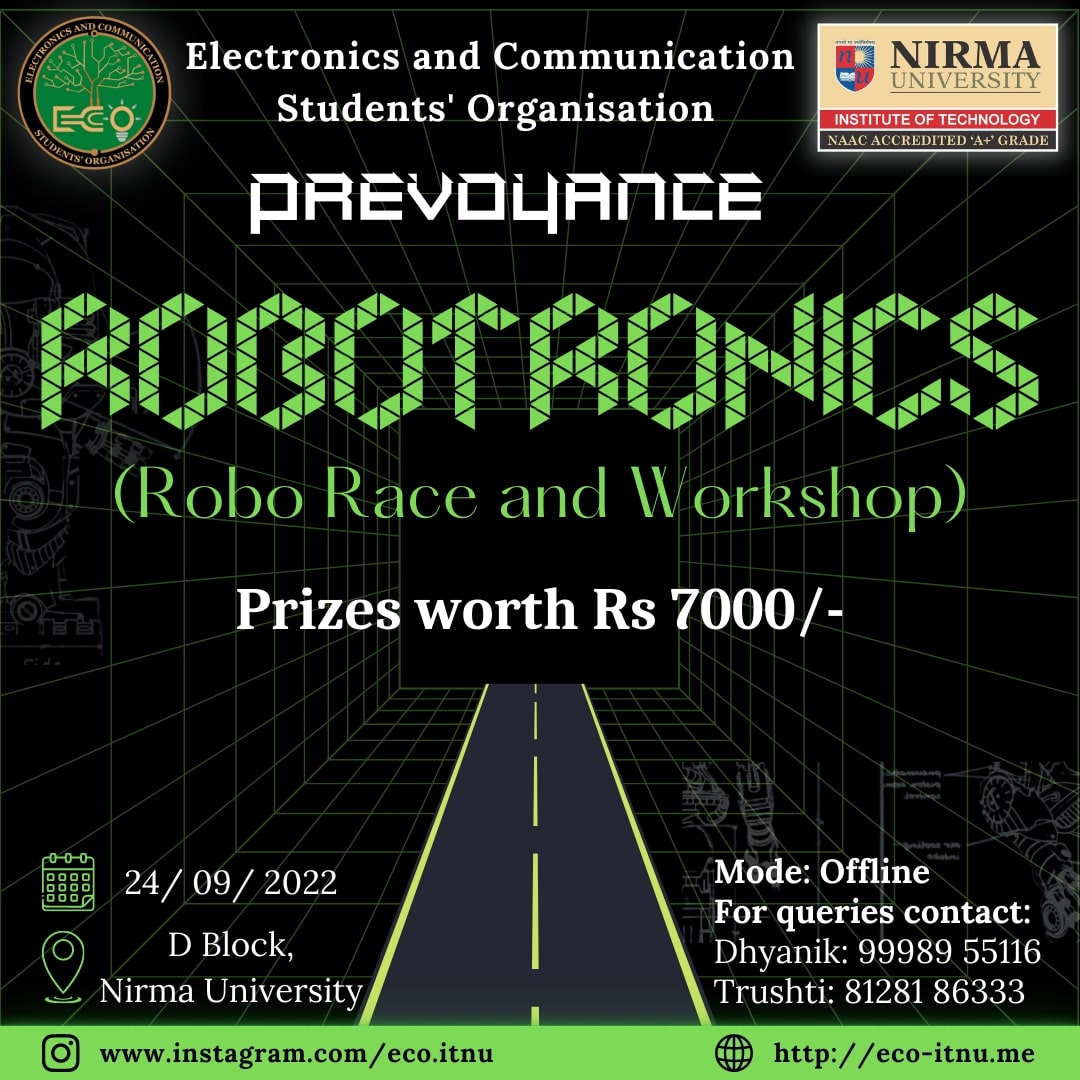 ELECTRONICS AND COMMUNICATION
E-C-O
STUDENTS' ORGANISATION
Electronics and Communication
Students' Organisation
NIRMA
UNIVERSITY
INSTITUTE OF TECHNOLOGY
NAAC ACCREDITED 'A+' GRADE
PREVOYANCE
ROBOTRONICS
(Robo Race and Workshop)
Prizes worth Rs 7000/-
Side
24/ 09/ 2022
D Block,
Nirma University
Mode: Offline
For queries contact:
Dhyanik: 99989 55116
Trushti: 81281 86333
www.instagram.com/eco.itnu
http://eco-itnu.me